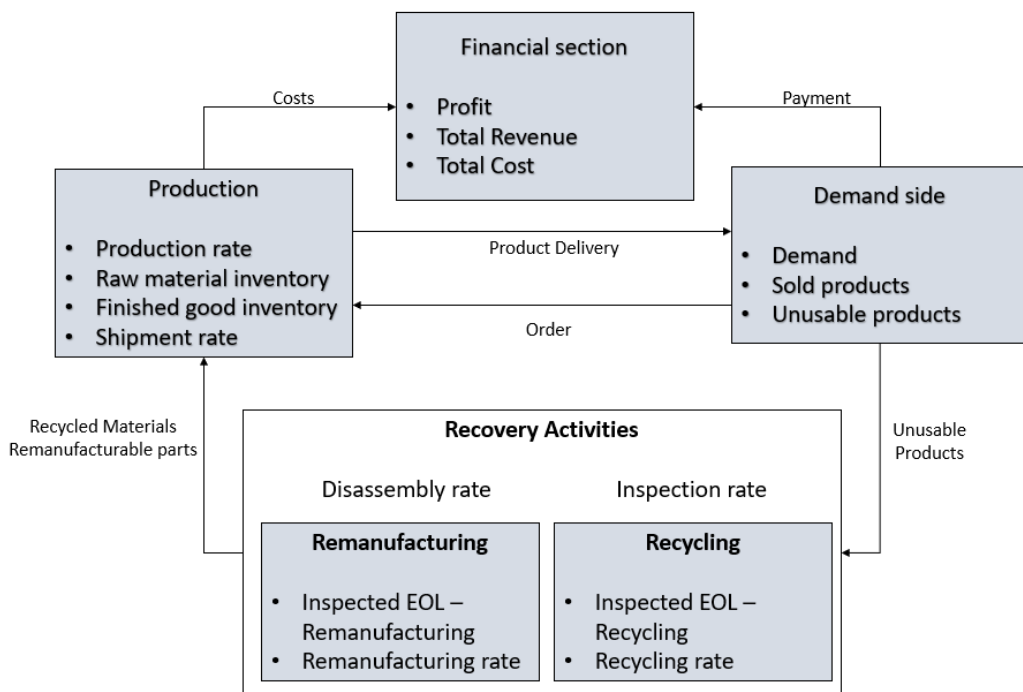 Financial section
• Profit
• Total Revenue
• Total Cost
Costs
Payment
Production
• Production rate
• Raw material inventory
• Finished good inventory
• Shipment rate
Product Delivery
Order
Demand side
• Demand
• Sold products
• Unusable products
Recycled Materials
Remanufacturable parts
Unusable
Products
Recovery Activities
Disassembly rate
Inspection rate
Remanufacturing
• Inspected EOL –
Remanufacturing
• Remanufacturing rate
Recycling
• Inspected EOL –
Recycling
• Recycling rate